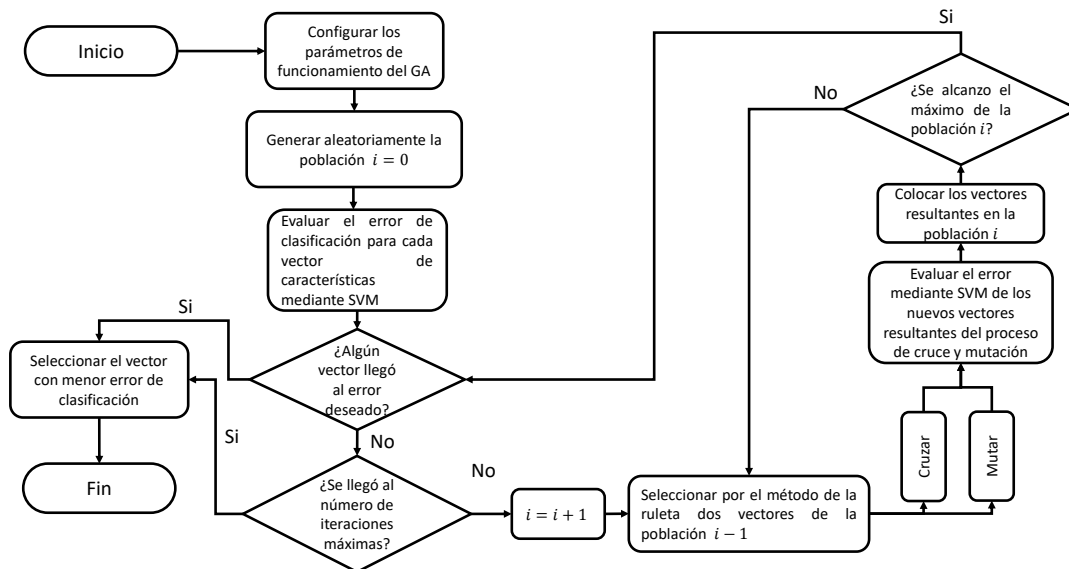 Inicio
Configurar los
parámetros de
funcionamiento del GA
Generar aleatoriamente la
población i = 0
Evaluar el error de
clasificación para cada
vector de
características
mediante SVM
Si
¿Algún
vector llegó
al error
deseado?
Seleccionar el vector
con menor error de
clasificación
Fin
Si
No
¿Se llegó al
número de
iteraciones
máximas?
No
i = i + 1
Seleccionar por el método de la
ruleta dos vectores de la
población i − 1
Cruzar
Mutar
Evaluar el error
mediante SVM de los
nuevos vectores
resultantes del proceso
de cruce y mutación
Colocar los vectores
resultantes en la
población i
¿Se alcanzo el
máximo de la
población i?
No
Si